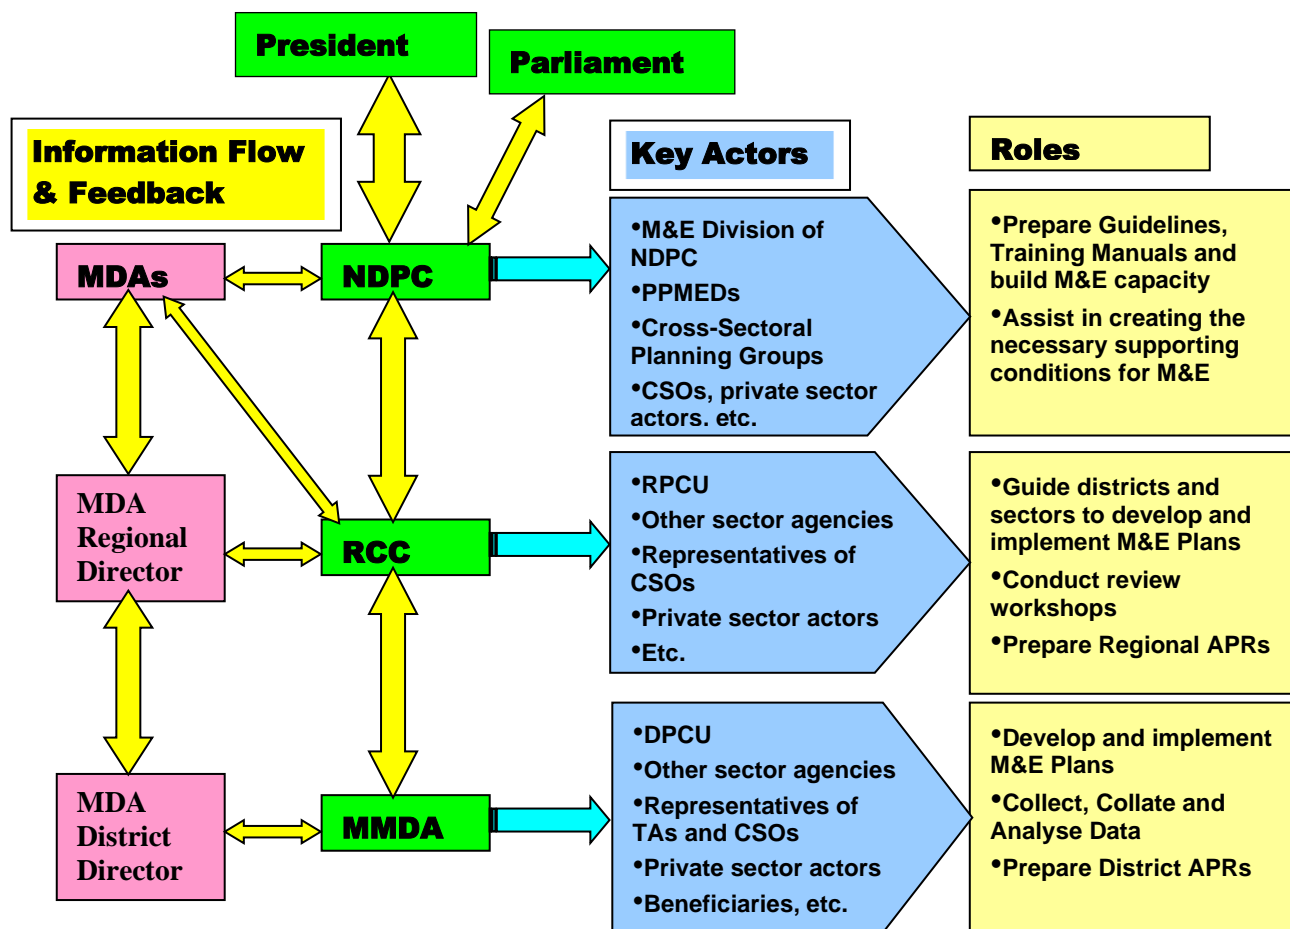 President
Parliament
Information Flow
& Feedback
Key Actors
Roles
MDAs
NDPC
•M&E Division of
NDPC
•PPMEDs
•Cross-Sectoral
Planning Groups
•CSOs, private sector
actors. etc.
•Prepare Guidelines,
Training Manuals and
build M&E capacity
•Assist in creating the
necessary supporting
conditions for M&E
MDA
Regional
Director
RCC
•RPCU
•Other sector agencies
•Representatives of
CSOs
•Private sector actors
•Etc.
•Guide districts and
sectors to develop and
implement M&E Plans
•Conduct review
workshops
•Prepare Regional APRs
MDA
District
Director
MMDA
•DPCU
•Other sector agencies
•Representatives of
TAs and CSOs
•Private sector actors
•Beneficiaries, etc.
•Develop and implement
M&E Plans
•Collect, Collate and
Analyse Data
•Prepare District APRs